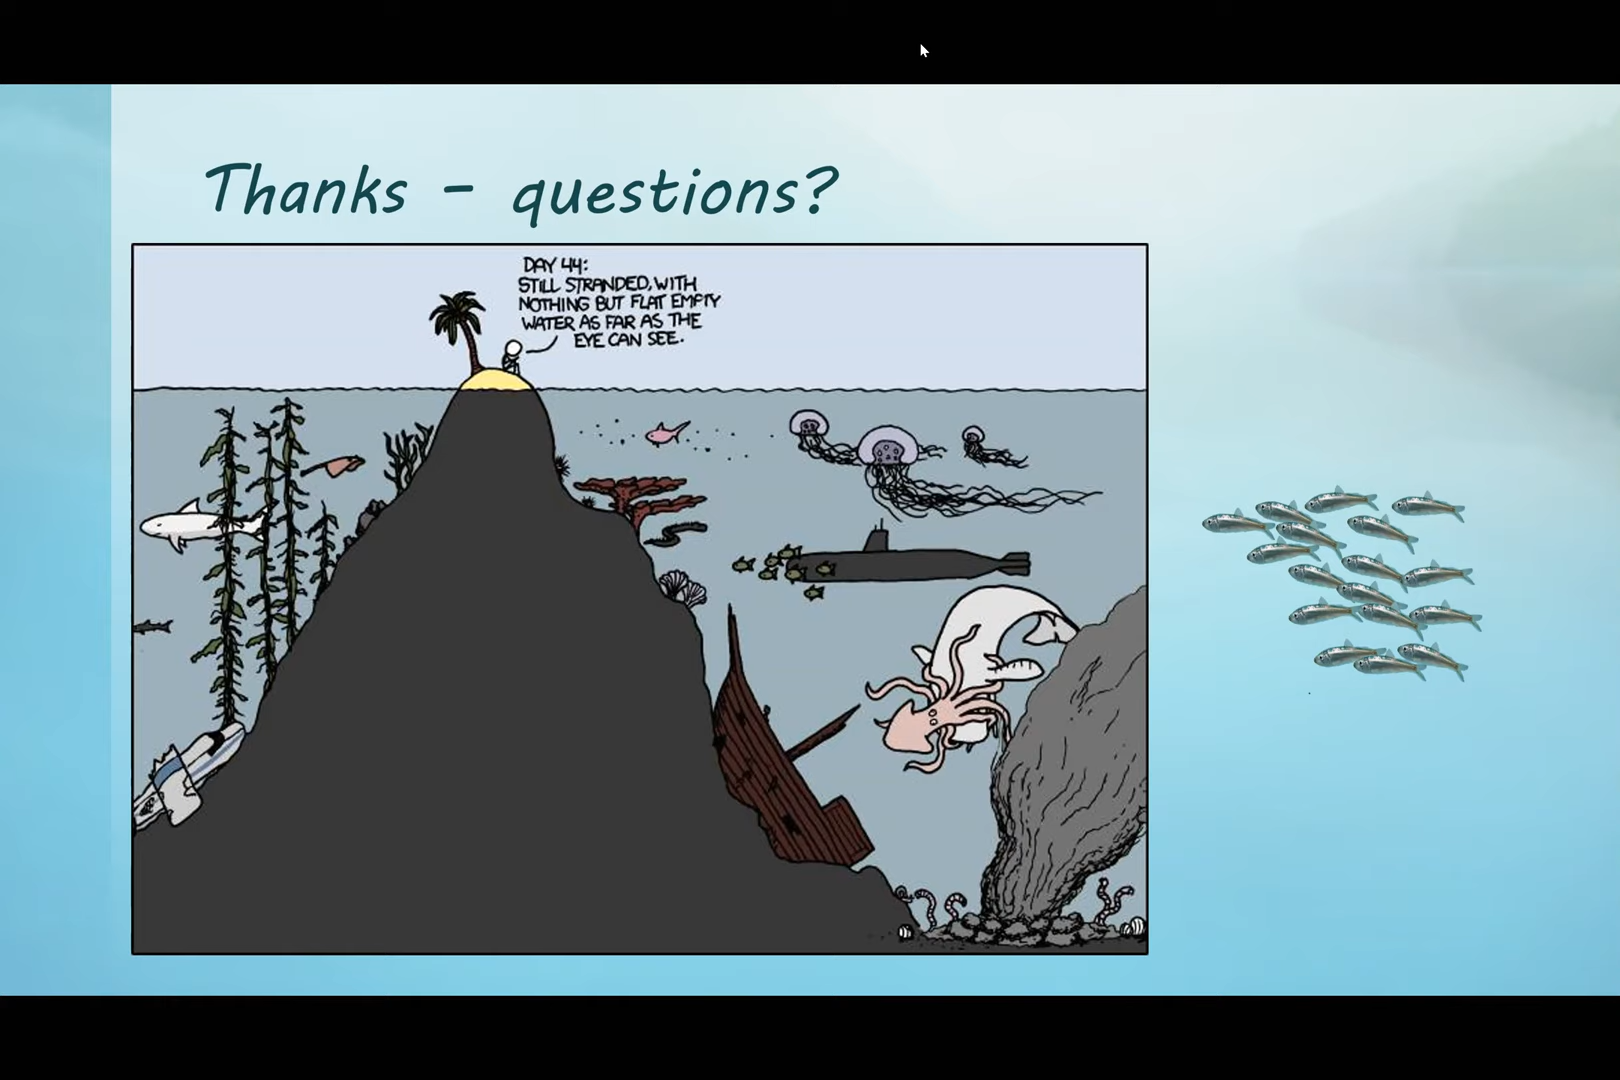 Thanks - questions?
DAY 44:
STILL STRANDED, WITH
NOTHING BUT FLAT EMPTY
WATER AS FAR AS THE
EYE CAN SEE.